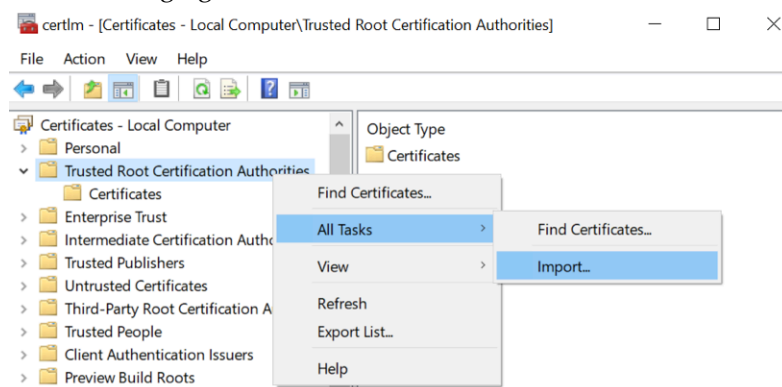 certlm - [Certificates - Local Computer\Trusted Root Certification Authorities]
File Action View Help
Certificates - Local Computer
Personal
Trusted Root Certification Authorities
Certificates
Enterprise Trust
Intermediate Certification Autho
Trusted Publishers
Untrusted Certificates
Third-Party Root Certification A
Trusted People
Client Authentication Issuers
Preview Build Roots
Object Type
Certificates
Find Certificates...
All Tasks
View
Refresh
Export List...
Help
Find Certificates...
Import...